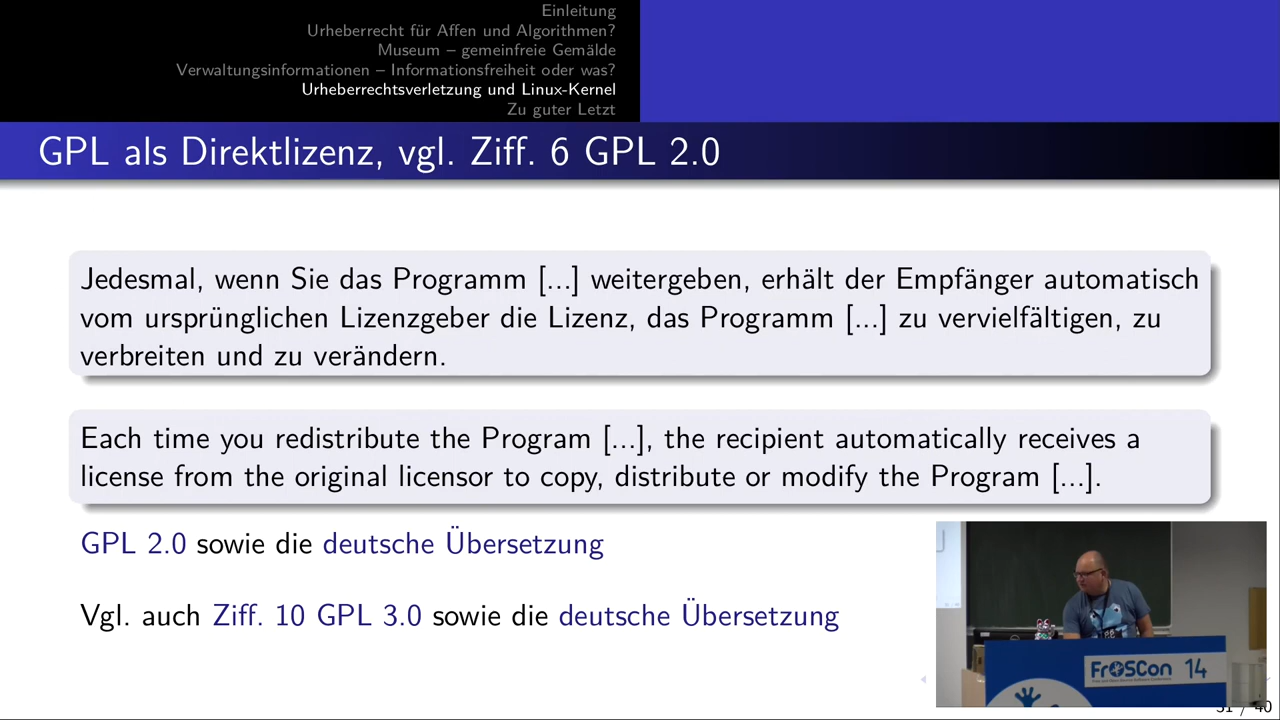 Einleitung
Urheberrecht für Affen und Algorithmen?
Museum – gemeinfreie Gemälde
Verwaltungsinformationen – Informationsfreiheit oder was?
Urheberrechtsverletzung und Linux-Kernel
Zu guter Letzt
GPL als Direktlizenz, vgl. Ziff. 6 GPL 2.0
Jedesmal, wenn Sie das Programm [...] weitergeben, erhält der Empfänger automatisch
vom ursprünglichen Lizenzgeber die Lizenz, das Programm [...] zu vervielfältigen, zu
verbreiten und zu verändern.
Each time you redistribute the Program [...], the recipient automatically receives a
license from the original licensor to copy, distribute or modify the Program [...].
GPL 2.0 sowie die deutsche Übersetzung
Vgl. auch Ziff. 10 GPL 3.0 sowie die deutsche Übersetzung
FrOSCon 14